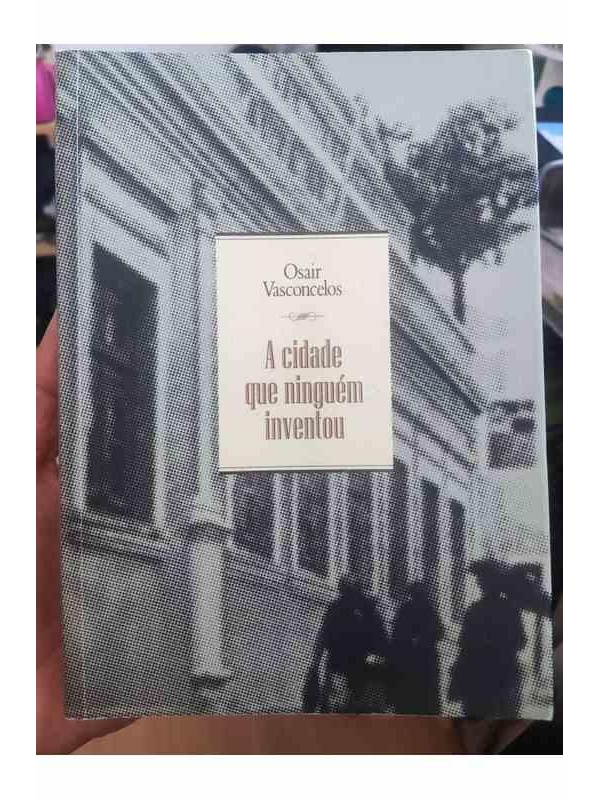 Osair
Vasconcelos
A cidade
que ninguém
inventou